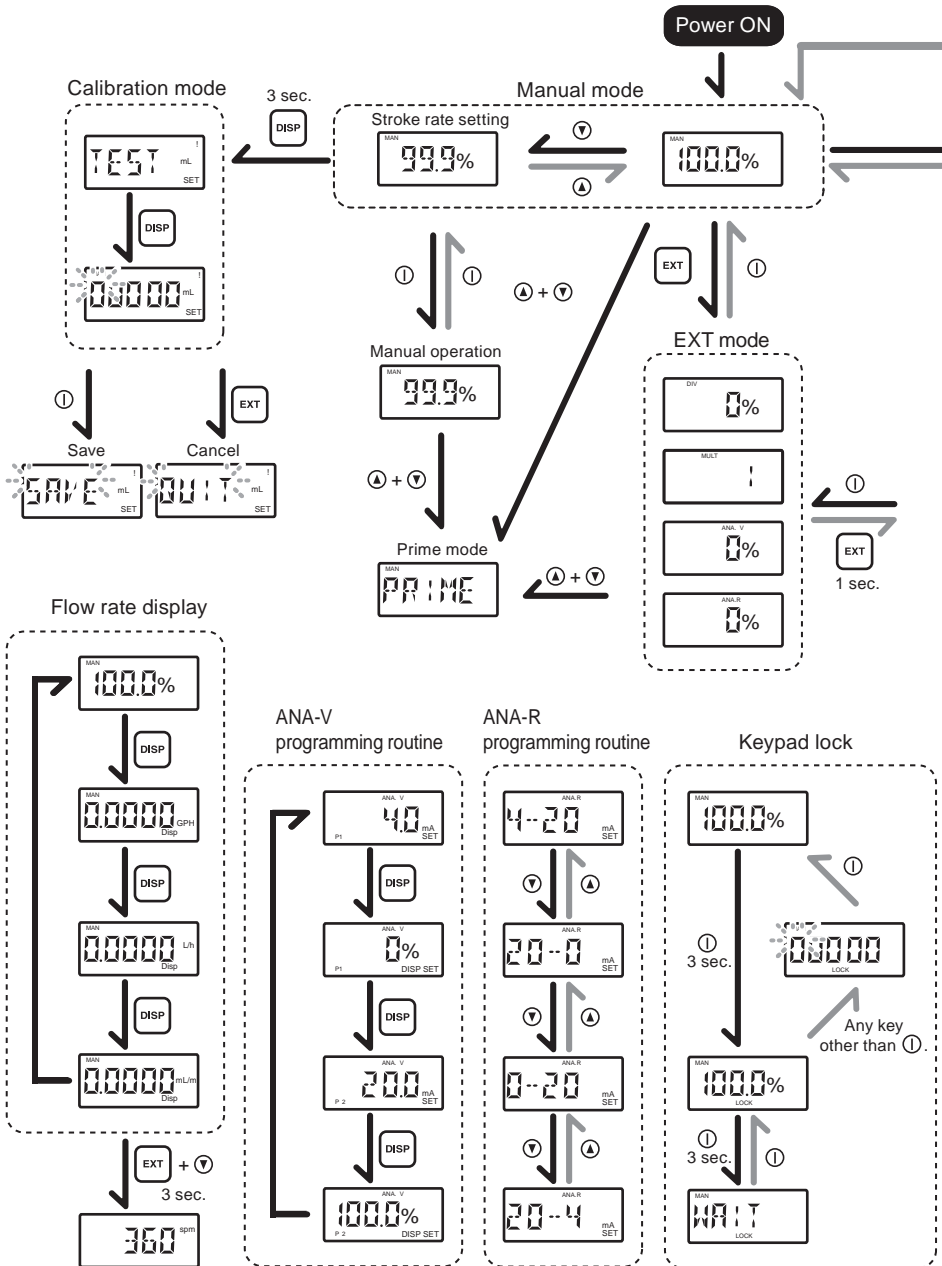 Power ON
Calibration mode
3 sec.
DISP
Manual mode
Stroke rate setting
MAN
99.9%
100.0%
TEST
!
mL
SET
DISP
00000
!
mL
SET
EXT
+
Manual operation
MAN
99.9%
EXT mode
DIV
0%
MULT
1
ANA. V
0%
ANA.R
0%
EXT
1 sec.
EXT
Save
SAVE
!
mL
SET
Cancel
QUIT
!
mL
SET
+
Prime mode
MAN
PRIME
+
Flow rate display
MAN
100.0%
DISP
MAN
0.0000 GPH
Disp
DISP
MAN
0.0000 L/h
Disp
DISP
MAN
0.0000 mL/m
Disp
EXT +
3 sec.
360 spm
ANA-V
programming routine
ANA. V
4.0 mA
P1 SET
DISP
ANA. V
0%
P1 DISP SET
DISP
ANA. V
20.0 mA
P 2 SET
DISP
ANA. V
100.0%
P 2 DISP SET
ANA-R
programming routine
ANA.R
4-20 mA
SET
ANA.R
20-0 mA
SET
ANA.R
0-20 mA
SET
ANA.R
20-4 mA
SET
Keypad lock
MAN
100.0%
3 sec.
00000
LOCK
Any key
other than .
MAN
100.0%
LOCK
3 sec.
MAN
WAIT
LOCK